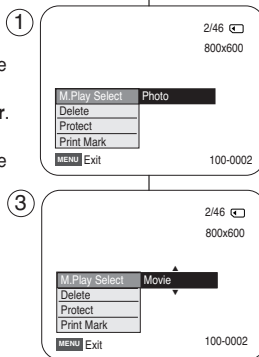 1
2/46
800x600
e
M.Play Select Photo
Delete
r.
Protect
Print Mark
e
MENU Exit 100-0002
3
2/46
800x600
M.Play Select Movie
Delete
Protect
Print Mark
MENU Exit 100-0002